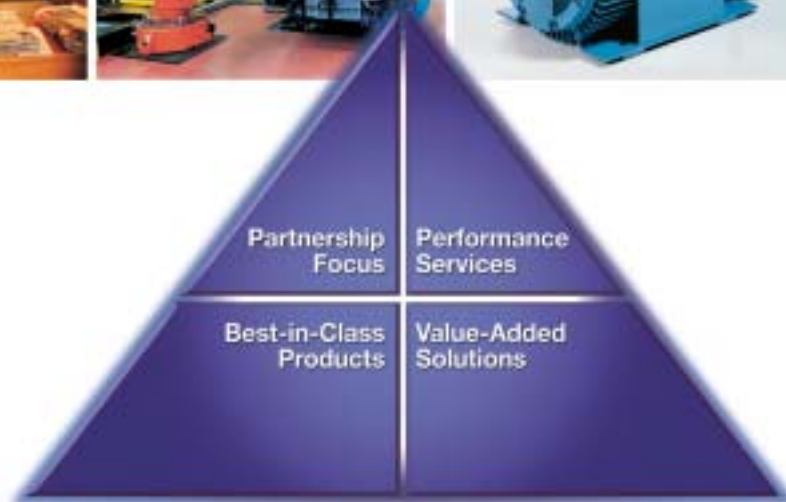 Partnership
Focus
Performance
Services
Best-in-Class
Products
Value-Added
Solutions